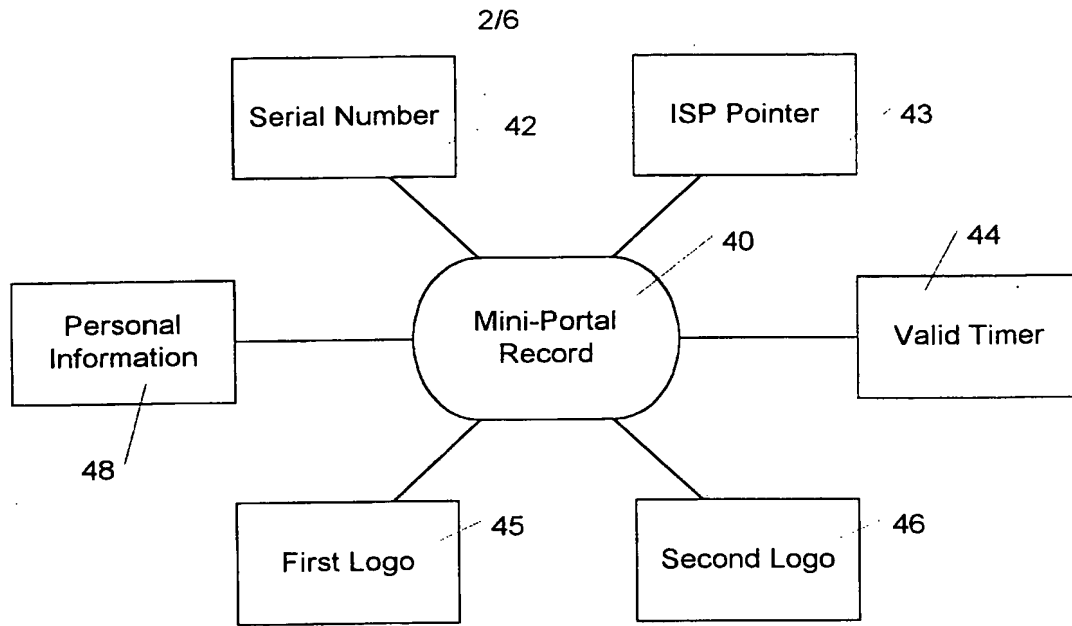 2/6
Serial Number
42
ISP Pointer
43
40
44
Personal
Information
48
Mini-Portal
Record
Valid Timer
First Logo
45
Second Logo
46